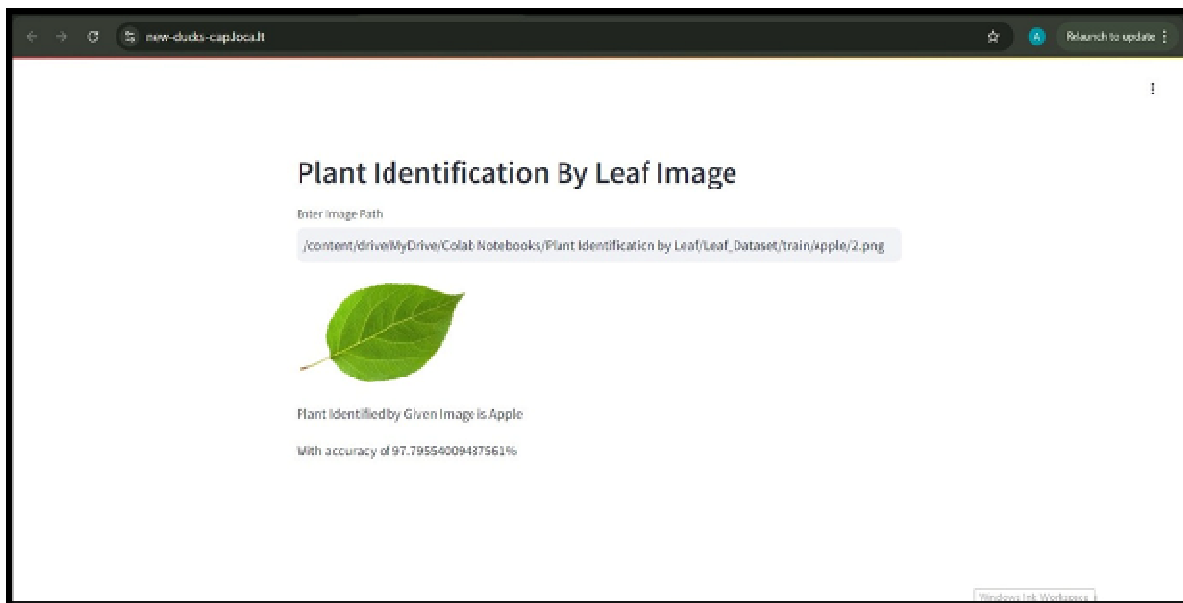 new-ducks-cap.loca.lt
A
Relaunch to update
Plant Identification By Leaf Image
Enter Image Path
/content/drive/MyDrive/Colab Notebooks/Plant Identification by Leaf/Leaf_Dataset/train/Apple/2.png
Plant Identified by Given Image is Apple
With accuracy of 97.79554009437561%
Windows Ink Workspace